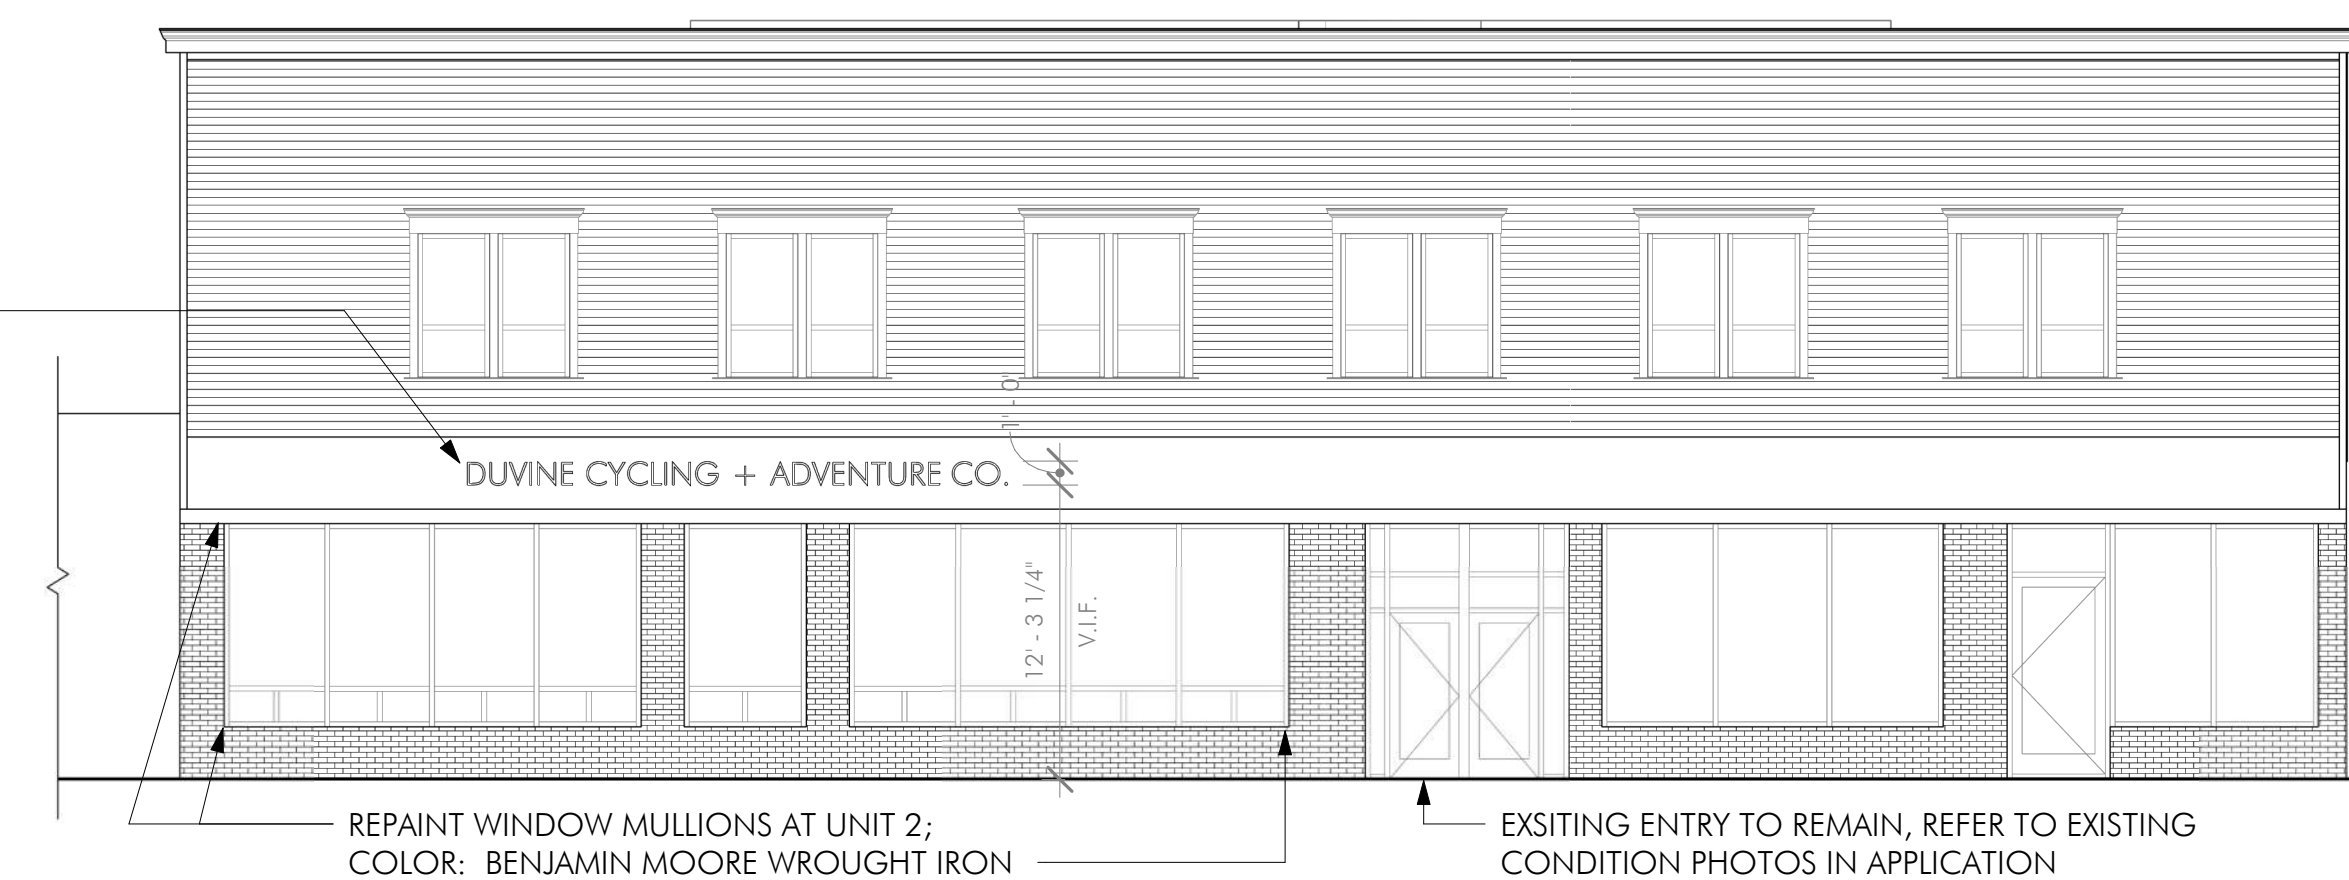 1' - 0"
DUVINE CYCLING + ADVENTURE CO.
12' - 3 1/4"
V.I.F.
REPAINT WINDOW MULLIONS AT UNIT 2;
COLOR: BENJAMIN MOORE WROUGHT IRON
EXSITING ENTRY TO REMAIN, REFER TO EXISTING
CONDITION PHOTOS IN APPLICATION